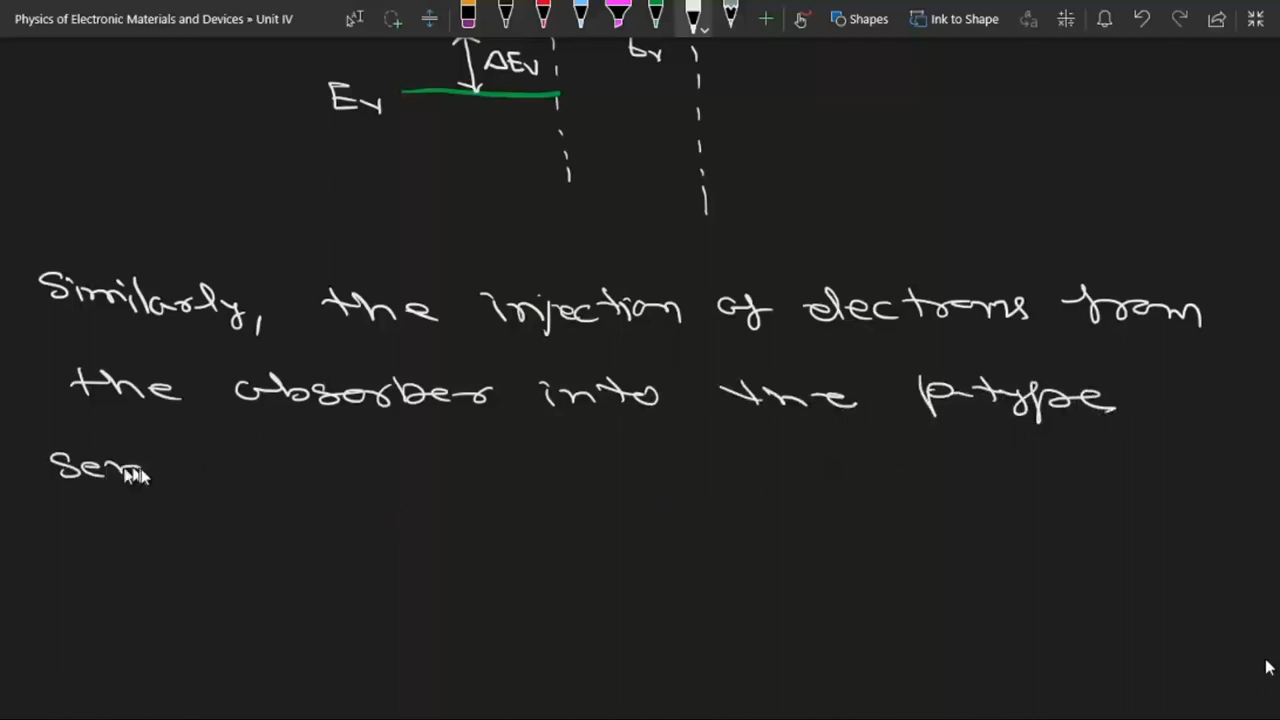 Physics of Electronic Materials and Devices » Unit IV
Shapes
Ink to Shape
ΔEv
Ev
Ev
Similarly, the injection of electrons from
the absorber into the p-type
sem